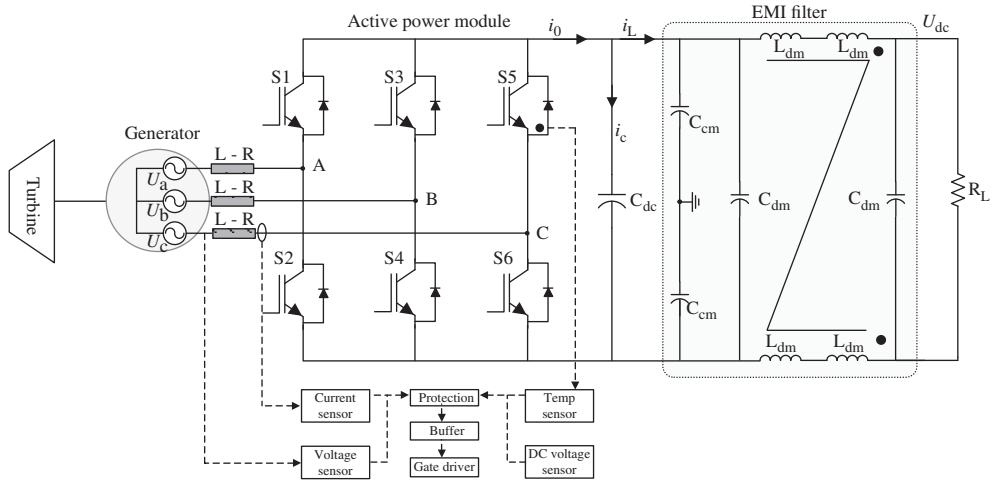 Active power module
EMI filter
i0
iL
Udc
Ldm
Ldm
S1
S3
S5
Ccm
ic
Generator
L - R
A
Ua
Turbine
L - R
B
Ub
L - R
C
Uc
Cdc
Cdm
Cdm
RL
S2
S4
S6
Ccm
Ldm
Ldm
Ldm
Ldm
Current
sensor
Protection
Temp
sensor
Buffer
Voltage
sensor
Gate driver
DC voltage
sensor